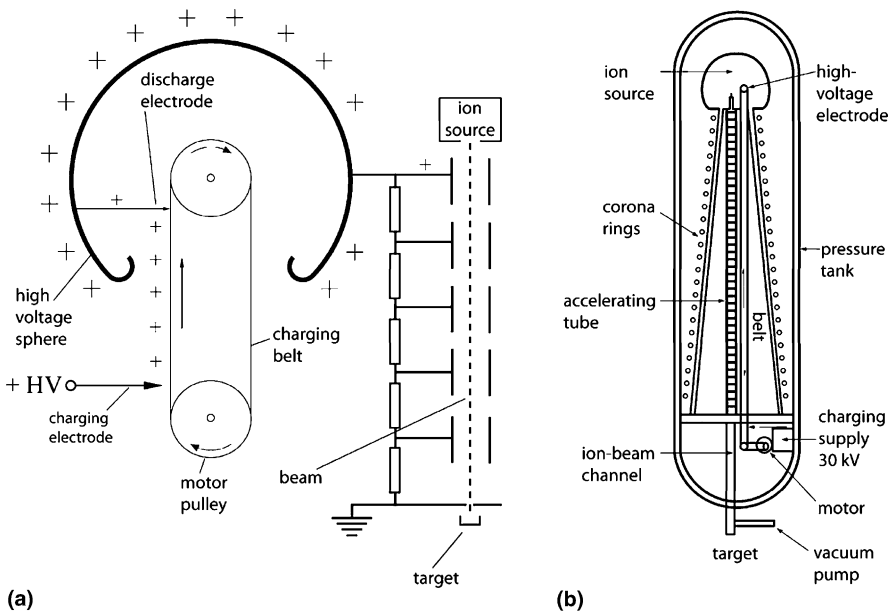 discharge
electrode
high
voltage
sphere
+ HV
charging
electrode
motor
pulley
charging
belt
ion
source
beam
target
(a)
ion
source
high-
voltage
electrode
corona
rings
pressure
tank
accelerating
tube
belt
ion-beam
channel
charging
supply
30 kV
motor
target
vacuum
pump
(b)